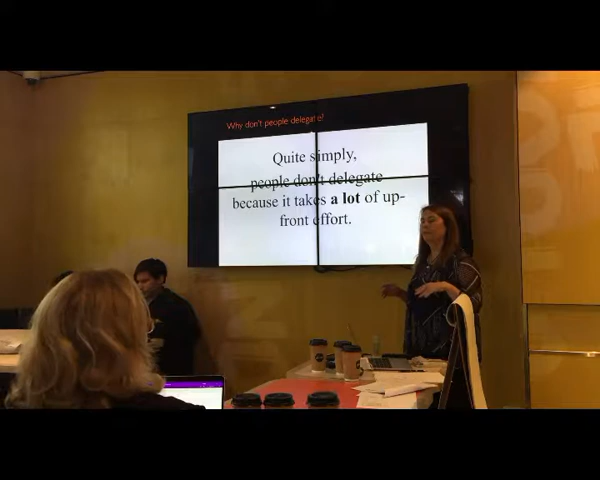 Why don't people delegate?
Quite simply,
people don't delegate
because it takes a lot of up-
front effort.